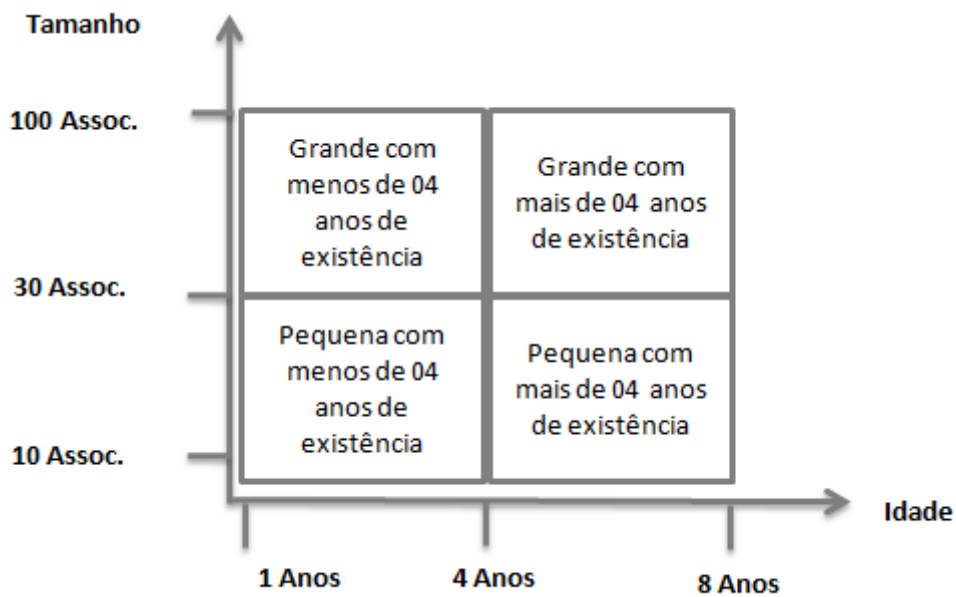 Tamanho
100 Assoc.
Grande com
menos de 04
anos de
existência
Grande com
mais de 04 anos
de existência
30 Assoc.
Pequena com
menos de 04
anos de
existência
Pequena com
mais de 04 anos
de existência
10 Assoc.
Idade
1 Anos
4 Anos
8 Anos